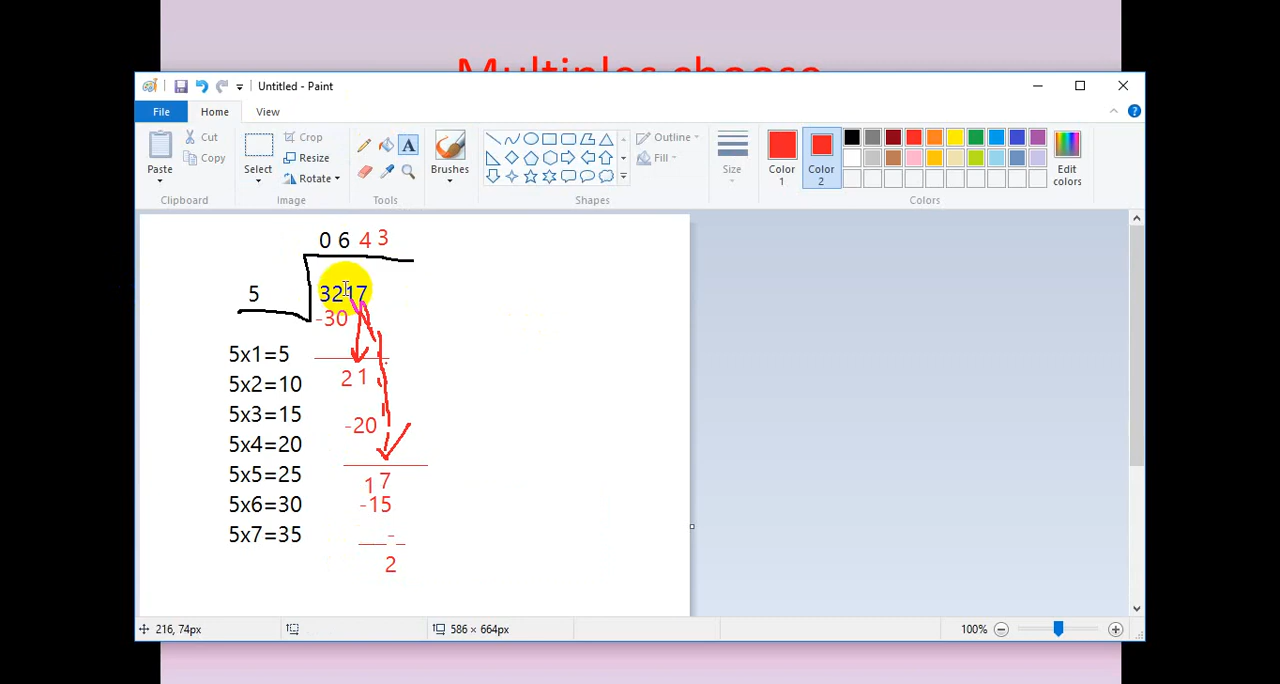 Multiples choose
Untitled - Paint
File Home View
Paste
Cut
Copy
Clipboard
Select
Crop
Resize
Rotate
Image
A
Tools
Brushes
Shapes
Outline
Fill
Size
Color 1
Color 2
Edit colors
Colors
0 6 4 3
5 3217
-30
21
-20
17
-15
2
5x1=5
5x2=10
5x3=15
5x4=20
5x5=25
5x6=30
5x7=35
216, 74px
586 × 664px
100%